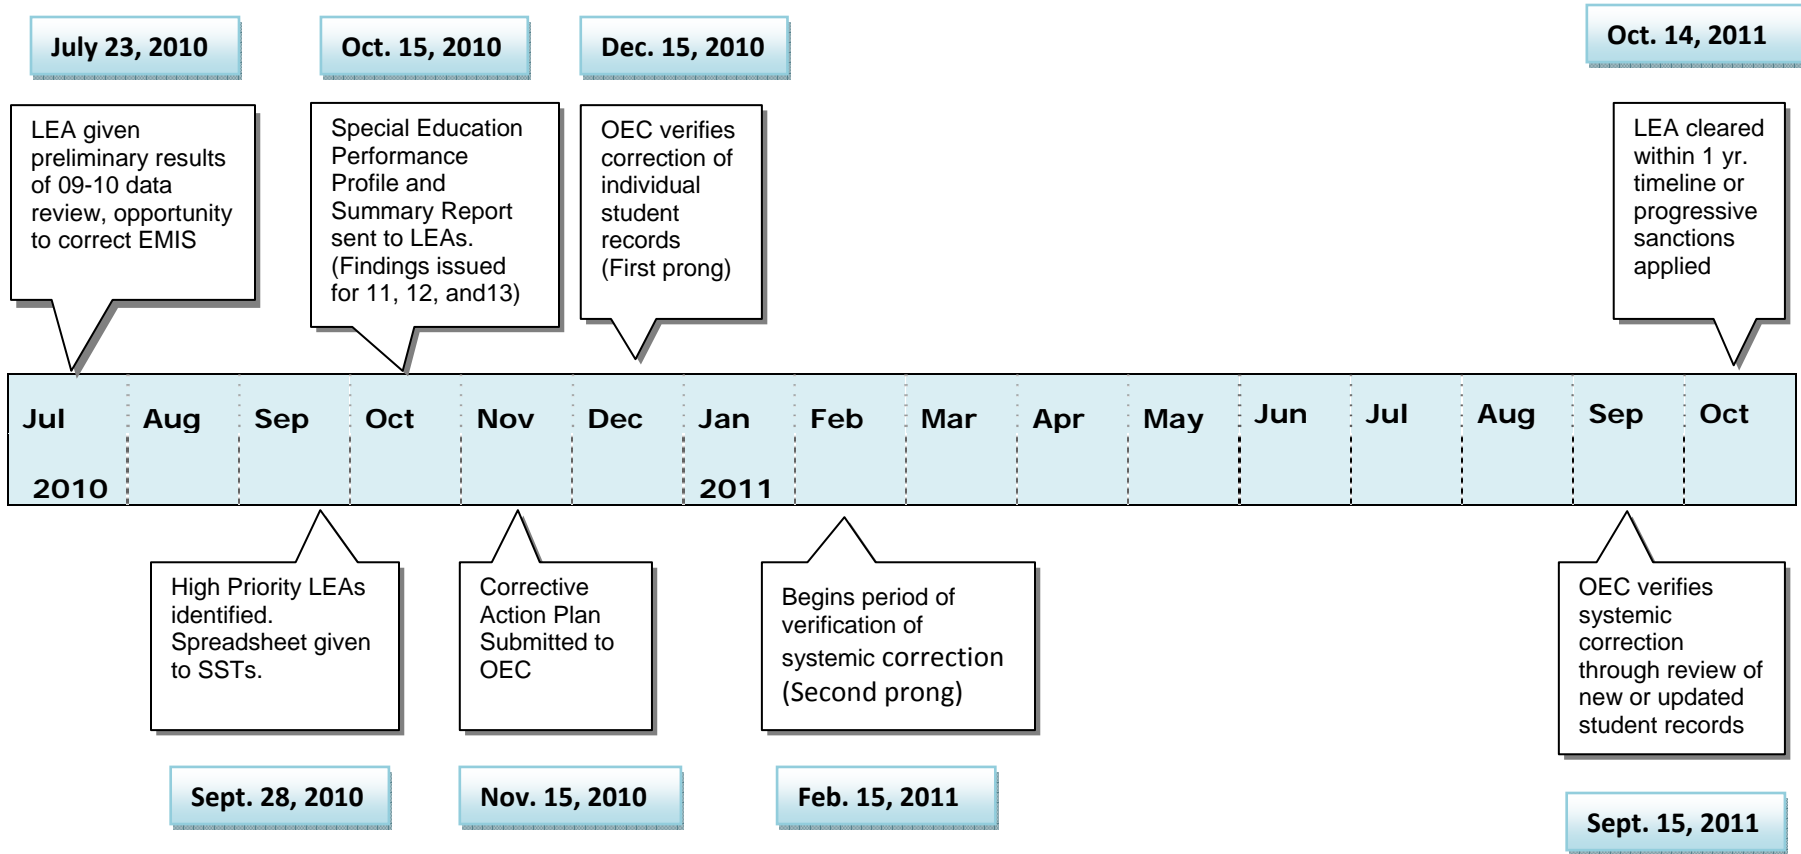 July 23, 2010
Oct. 15, 2010
Dec. 15, 2010
Oct. 14, 2011
LEA given
preliminary results
of 09-10 data
review, opportunity
to correct EMIS
Special Education
Performance
Profile and
Summary Report
sent to LEAs.
(Findings issued
for 11, 12, and13)
OEC verifies
correction of
individual
student
records
(First prong)
LEA cleared
within 1 yr.
timeline or
progressive
sanctions
applied
Jul Aug Sep Oct Nov Dec Jan Feb Mar Apr May Jun Jul Aug Sep Oct
2010 2011
High Priority LEAs
identified.
Spreadsheet given
to SSTs.
Corrective
Action Plan
Submitted to
OEC
Begins period of
verification of
systemic correction
(Second prong)
OEC verifies
systemic
correction
through review of
new or updated
student records
Sept. 28, 2010
Nov. 15, 2010
Feb. 15, 2011
Sept. 15, 2011